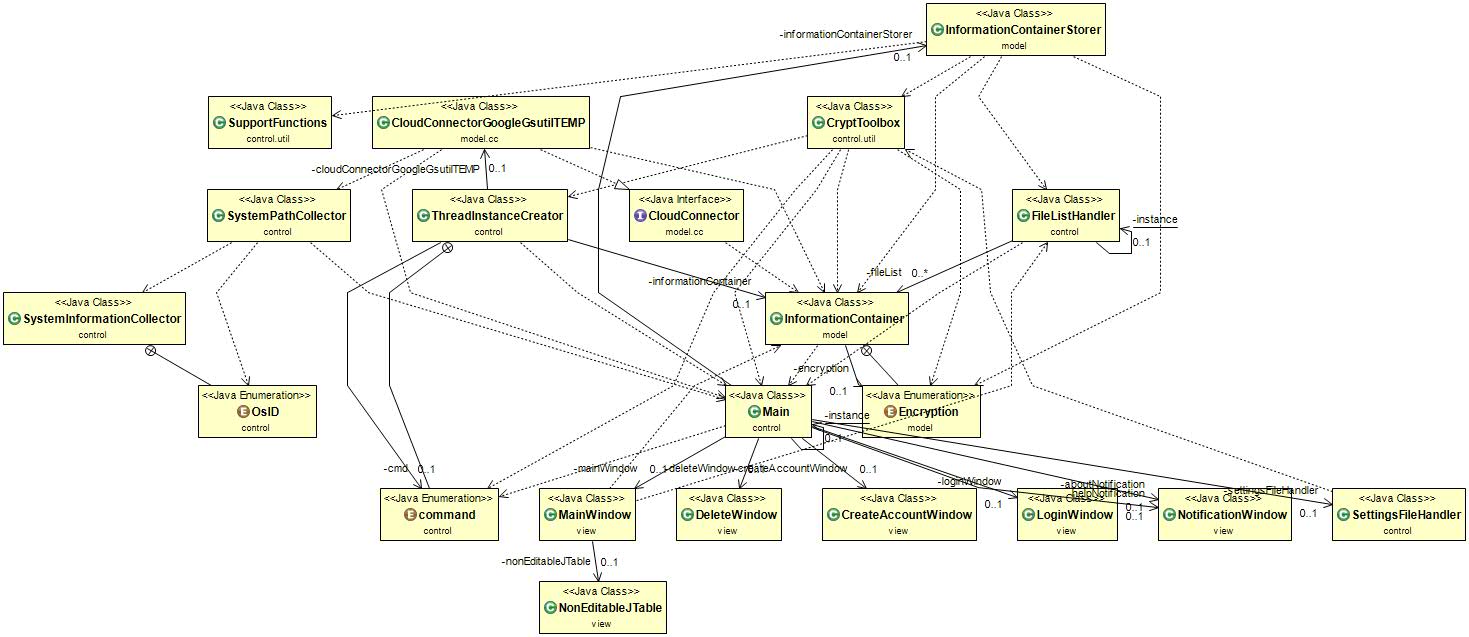 <<Java Class>>
InformationContainerStorer
model
-informationContainerStorer
0..1
<<Java Class>>
SupportFunctions
control.util
<<Java Class>>
CloudConnectorGoogleGsutilTEMP
model.cc
<<Java Class>>
CryptToolbox
control.util
-cloudConnectorGoogleGsutilTEMP
0..1
<<Java Class>>
SystemPathCollector
control
<<Java Class>>
ThreadInstanceCreator
control
<<Java Interface>>
CloudConnector
model.cc
<<Java Class>>
FileListHandler
control
-instance
0..1
-informationContainer
0..1
-fileList
0..*
<<Java Class>>
SystemInformationCollector
control
<<Java Class>>
InformationContainer
model
-encryption
0..1
<<Java Enumeration>>
OsID
control
<<Java Class>>
Main
control
<<Java Enumeration>>
Encryption
model
-instance
0..1
-cmd
0..1
-mainWindow
0..1
-deleteWindow
-createAccountWindow
0..1
-loginWindow
0..1
-aboutNotification
-helpNotification
0..1
0..1
-settingsFileHandler
0..1
<<Java Enumeration>>
command
control
<<Java Class>>
MainWindow
view
<<Java Class>>
DeleteWindow
view
<<Java Class>>
CreateAccountWindow
view
<<Java Class>>
LoginWindow
view
<<Java Class>>
NotificationWindow
view
<<Java Class>>
SettingsFileHandler
control
-nonEditableJTable
0..1
<<Java Class>>
NonEditableJTable
view